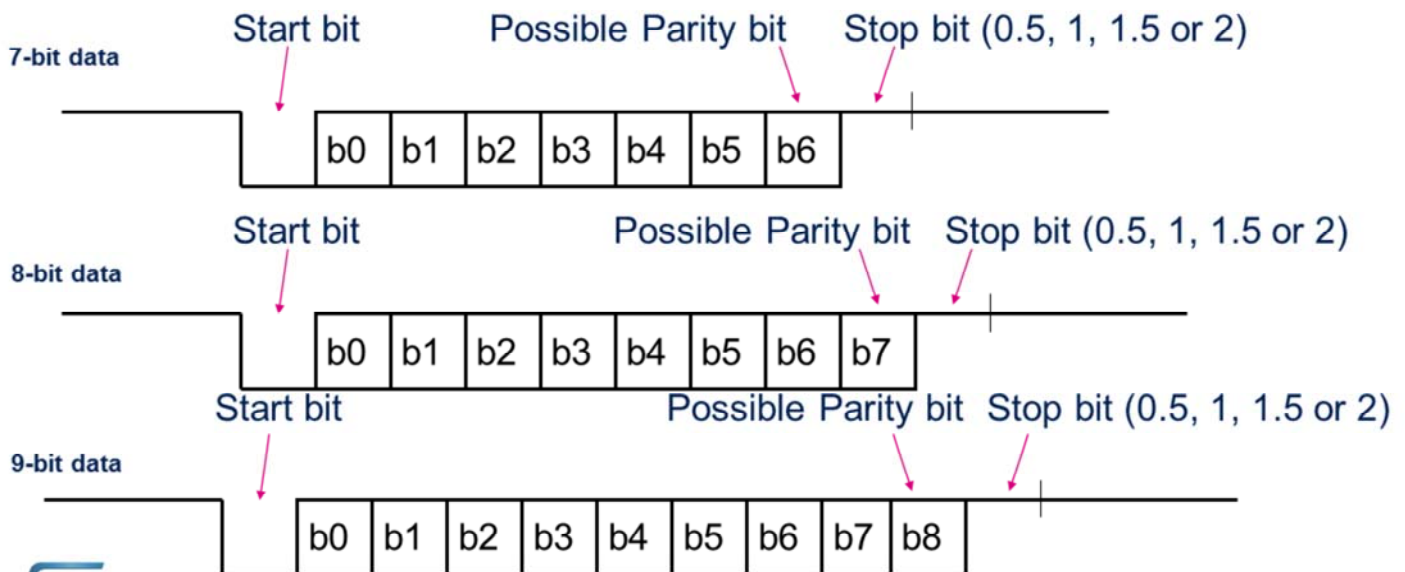 Start bit Possible Parity bit Stop bit (0.5, 1, 1.5 or 2)
7-bit data
b0 b1 b2 b3 b4 b5 b6
Start bit Possible Parity bit Stop bit (0.5, 1, 1.5 or 2)
8-bit data
b0 b1 b2 b3 b4 b5 b6 b7
Start bit Possible Parity bit Stop bit (0.5, 1, 1.5 or 2)
9-bit data
b0 b1 b2 b3 b4 b5 b6 b7 b8